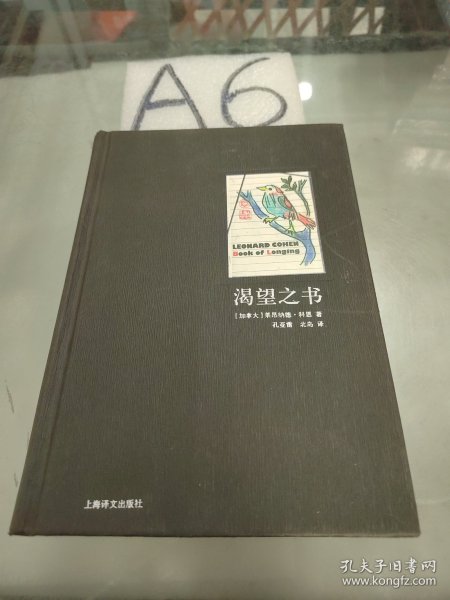 A6
LEONARD COHEN
Book of Longing
渴望之书
[加拿大]莱昂纳德·科恩 著
孔亚雷 北岛 译
上海译文出版社
孔夫子旧书网
www.kongfz.com